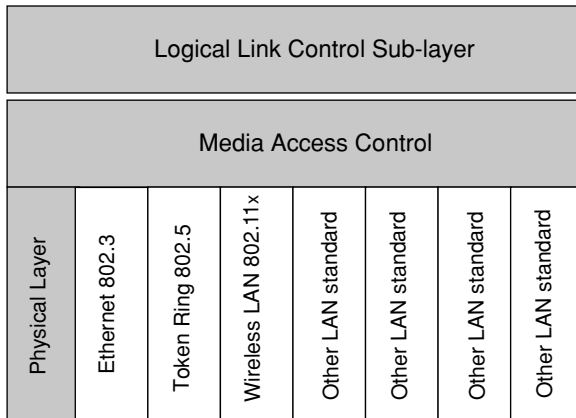 Logical Link Control Sub-layer
Media Access Control
Physical Layer
Ethernet 802.3
Token Ring 802.5
Wireless LAN 802.11x
Other LAN standard
Other LAN standard
Other LAN standard
Other LAN standard